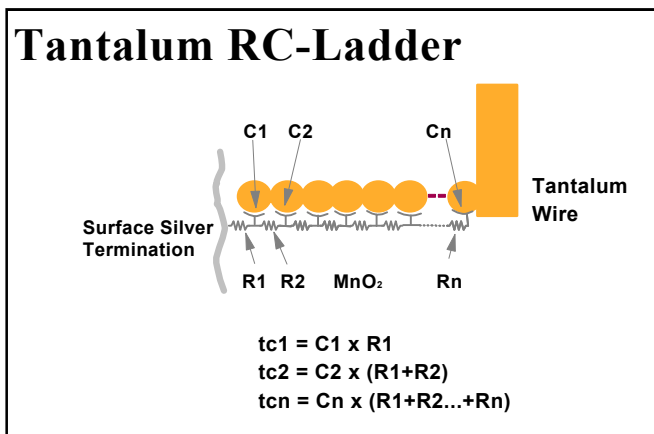 Tantalum RC-Ladder
C1
C2
Cn
Tantalum
Wire
Surface Silver
Termination
R1
R2
MnO₂
Rn
tc1 = C1 x R1
tc2 = C2 x (R1+R2)
tcn = Cn x (R1+R2...+Rn)